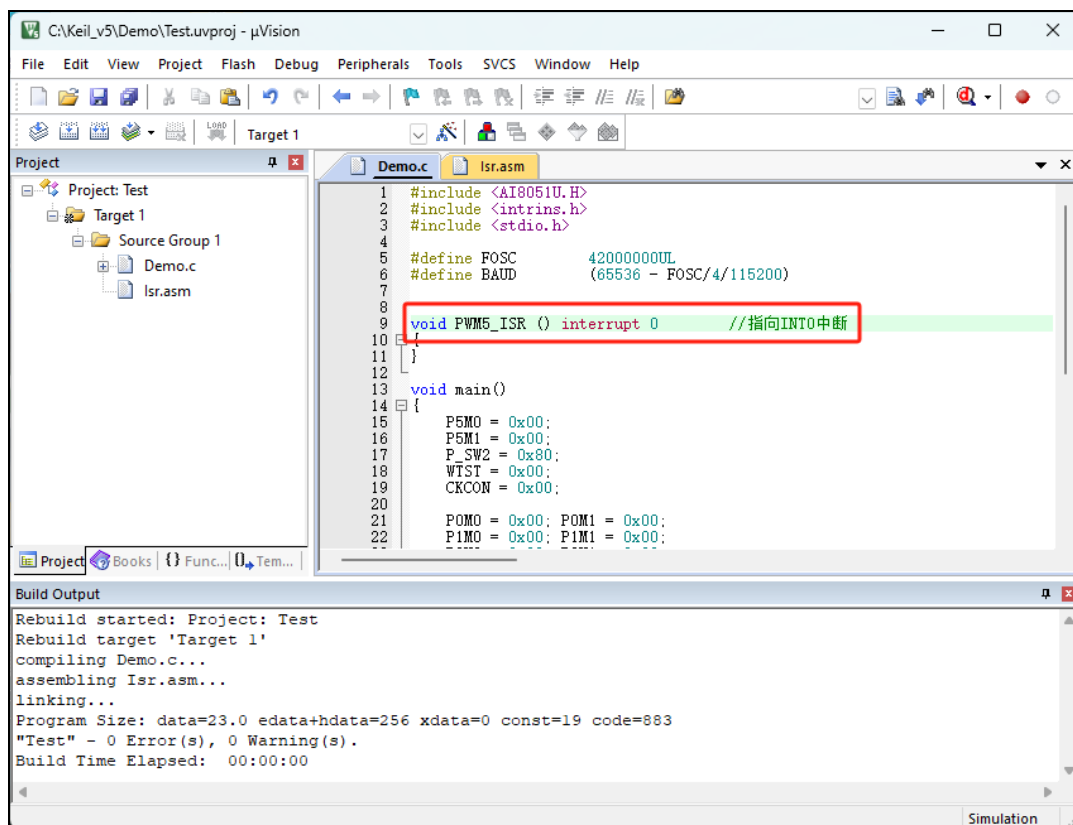 C:\Keil_v5\Demo\Test.uvproj - µVision
File Edit View Project Flash Debug Peripherals Tools SVCS Window Help
LOAD Target 1
Project
Project: Test
Target 1
Source Group 1
Demo.c
Isr.asm
Project Books {} Func... Tem...
Demo.c Isr.asm
1 #include <AI8051U.H>
2 #include <intrins.h>
3 #include <stdio.h>
4
5 #define FOSC 42000000UL
6 #define BAUD (65536 - FOSC/4/115200)
7
8
9 void PWM5_ISR () interrupt 0 //指向INT0中断
10 {
11 }
12
13 void main()
14 {
15 P5M0 = 0x00;
16 P5M1 = 0x00;
17 P_SW2 = 0x80;
18 WTST = 0x00;
19 CKCON = 0x00;
20
21 P0M0 = 0x00; P0M1 = 0x00;
22 P1M0 = 0x00; P1M1 = 0x00;
Build Output
Rebuild started: Project: Test
Rebuild target 'Target 1'
compiling Demo.c...
assembling Isr.asm...
linking...
Program Size: data=23.0 edata+hdata=256 xdata=0 const=19 code=883
"Test" - 0 Error(s), 0 Warning(s).
Build Time Elapsed: 00:00:00
Simulation